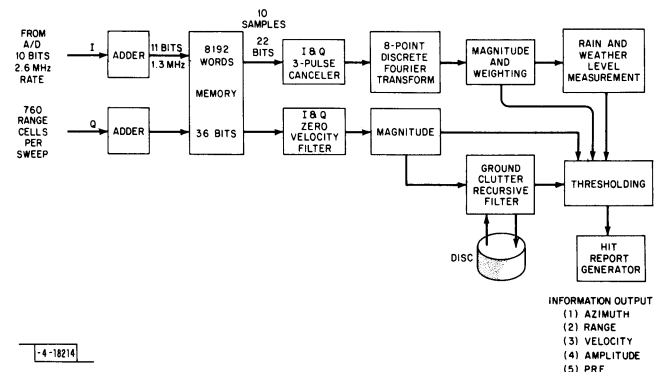 FROM
A/D
10 BITS
2.6 MHz
RATE
I
ADDER
11 BITS
1.3 MHz
8192
WORDS
MEMORY
36 BITS
10
SAMPLES
22
BITS
I & Q
3-PULSE
CANCELER
8-POINT
DISCRETE
FOURIER
TRANSFORM
MAGNITUDE
AND
WEIGHTING
RAIN AND
WEATHER
LEVEL
MEASUREMENT
760
RANGE
CELLS
PER
SWEEP
Q
ADDER
I & Q
ZERO
VELOCITY
FILTER
MAGNITUDE
GROUND
CLUTTER
RECURSIVE
FILTER
THRESHOLDING
DISC
HIT
REPORT
GENERATOR
INFORMATION OUTPUT
(1) AZIMUTH
(2) RANGE
(3) VELOCITY
(4) AMPLITUDE
(5) PRF
-4-18214